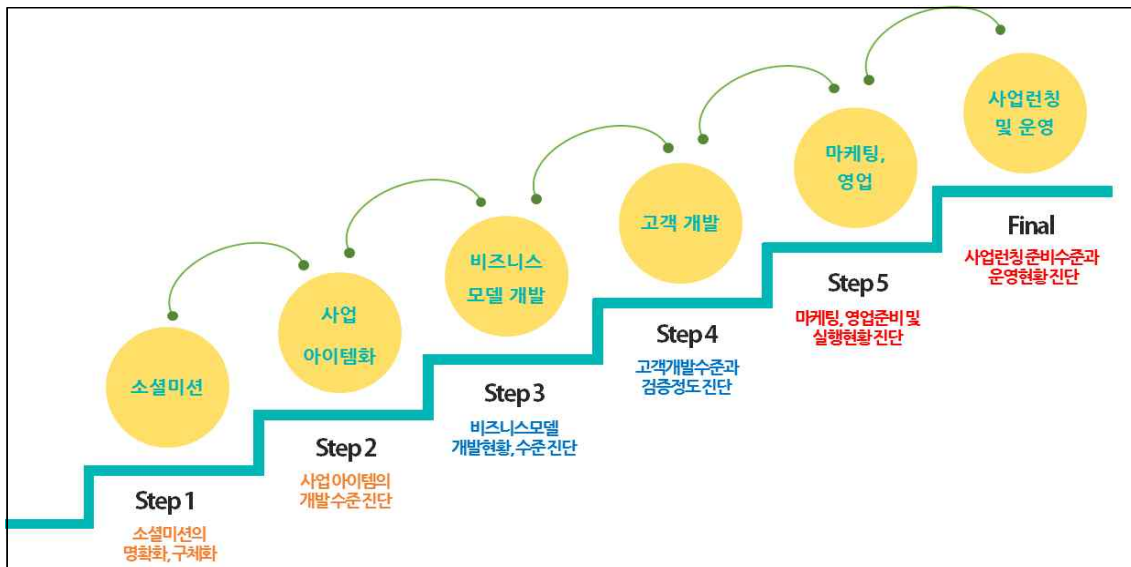 소셜미션
Step 1
소셜미션의
명확화, 구체화
사업
아이템화
Step 2
사업 아이템의
개발 수준 진단
비즈니스
모델 개발
Step 3
비즈니스모델
개발현황, 수준 진단
고객 개발
Step 4
고객개발수준과
검증정도 진단
마케팅,
영업
Step 5
마케팅, 영업준비 및
실행현황 진단
사업런칭
및 운영
Final
사업런칭 준비수준과
운영현황 진단